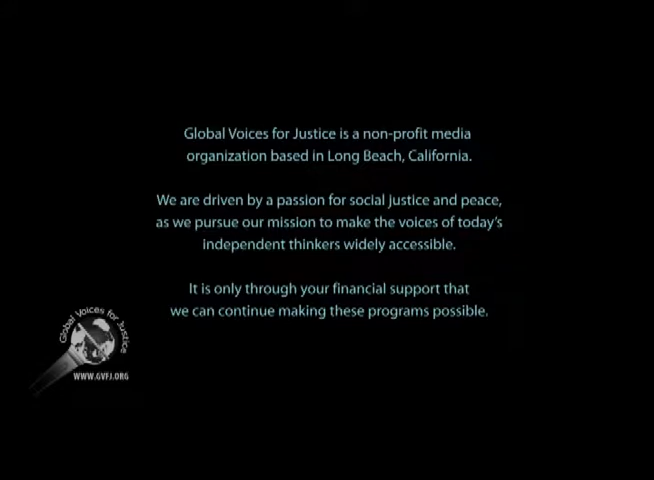 Global Voices for Justice is a non-profit media
organization based in Long Beach, California.
We are driven by a passion for social justice and peace,
as we pursue our mission to make the voices of today's
independent thinkers widely accessible.
It is only through your financial support that
we can continue making these programs possible.
Global Voices for Justice
WWW.GVFJ.ORG